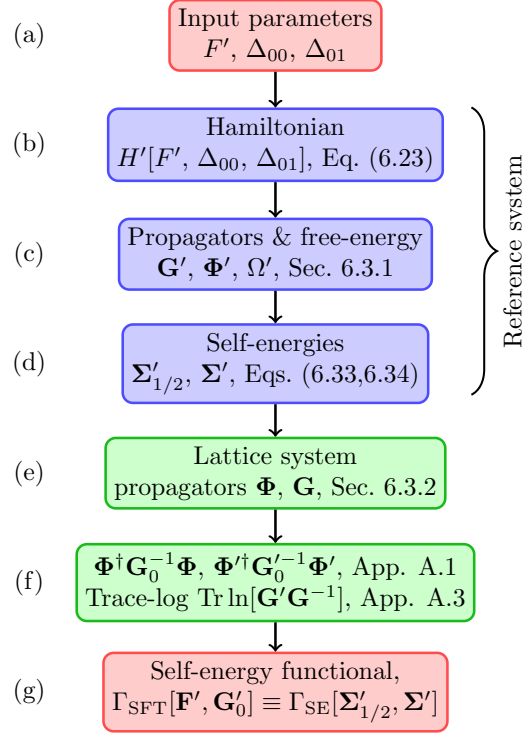 (a)
Input parameters
F′, Δ₀₀, Δ₀₁
(b)
Hamiltonian
H′[F′, Δ₀₀, Δ₀₁], Eq. (6.23)
(c)
Propagators & free-energy
G′, Φ′, Ω′, Sec. 6.3.1
(d)
Self-energies
Σ′₁/₂, Σ′, Eqs. (6.33,6.34)
Reference system
(e)
Lattice system
propagators Φ, G, Sec. 6.3.2
(f)
Φ†G₀⁻¹Φ, Φ′†G₀′⁻¹Φ′, App. A.1
Trace-log Tr ln[G′G⁻¹], App. A.3
(g)
Self-energy functional,
Γ_SFT[F′, G₀′] ≡ Γ_SE[Σ′₁/₂, Σ′]